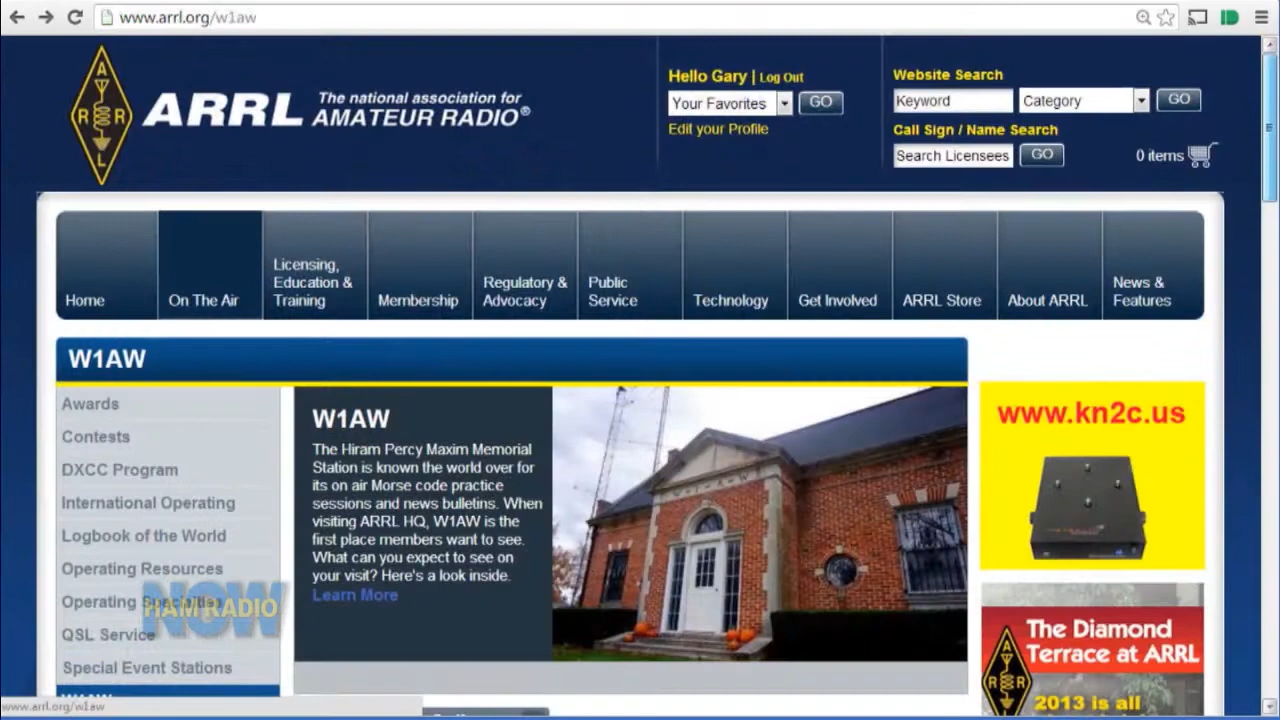 www.arrl.org/w1aw
A
R R
L
ARRL The national association for
AMATEUR RADIO®
Hello Gary | Log Out
Your Favorites GO
Edit your Profile
Website Search
Keyword Category GO
Call Sign / Name Search
Search Licensees GO
0 items
Home
On The Air
Licensing,
Education &
Training
Membership
Regulatory &
Advocacy
Public
Service
Technology
Get Involved
ARRL Store
About ARRL
News &
Features
W1AW
Awards
Contests
DXCC Program
International Operating
Logbook of the World
Operating Resources
Operating Specialties
QSL Service
Special Event Stations
W1AW
HAM RADIO
NOW
W1AW
The Hiram Percy Maxim Memorial
Station is known the world over for
its on air Morse code practice
sessions and news bulletins. When
visiting ARRL HQ, W1AW is the
first place members want to see.
What can you expect to see on
your visit? Here's a look inside.
Learn More
www.kn2c.us
The Diamond
Terrace at ARRL
2013 is all
www.arrl.org/w1aw